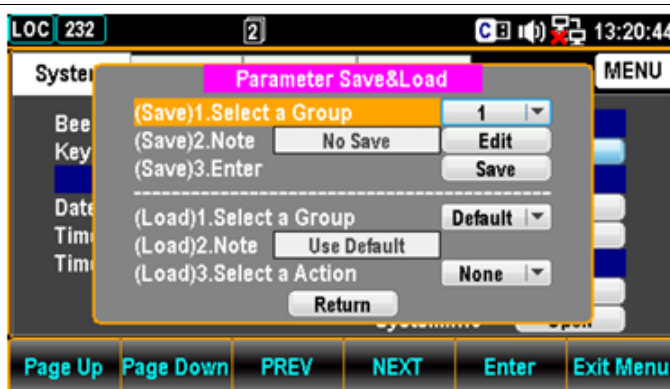 LOC 232 2 C 13:20:44
System MENU
Parameter Save&Load
(Save)1.Select a Group 1
(Save)2.Note No Save Edit
(Save)3.Enter Save
(Load)1.Select a Group Default
(Load)2.Note Use Default
(Load)3.Select a Action None
Return
Bee
Key
Date
Time
Time
Page Up Page Down PREV NEXT Enter Exit Menu